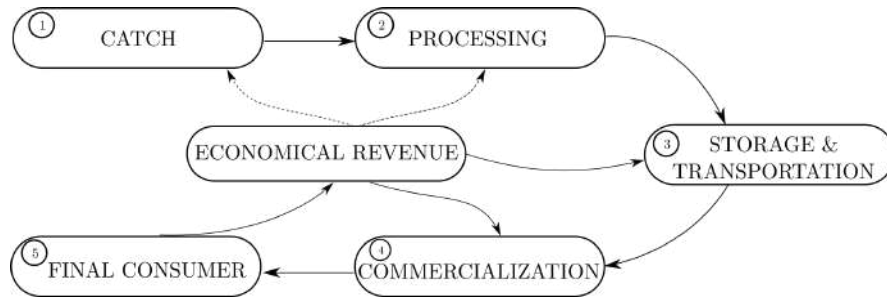 1
CATCH
2
PROCESSING
ECONOMICAL REVENUE
3
STORAGE &
TRANSPORTATION
5
FINAL CONSUMER
4
COMMERCIALIZATION